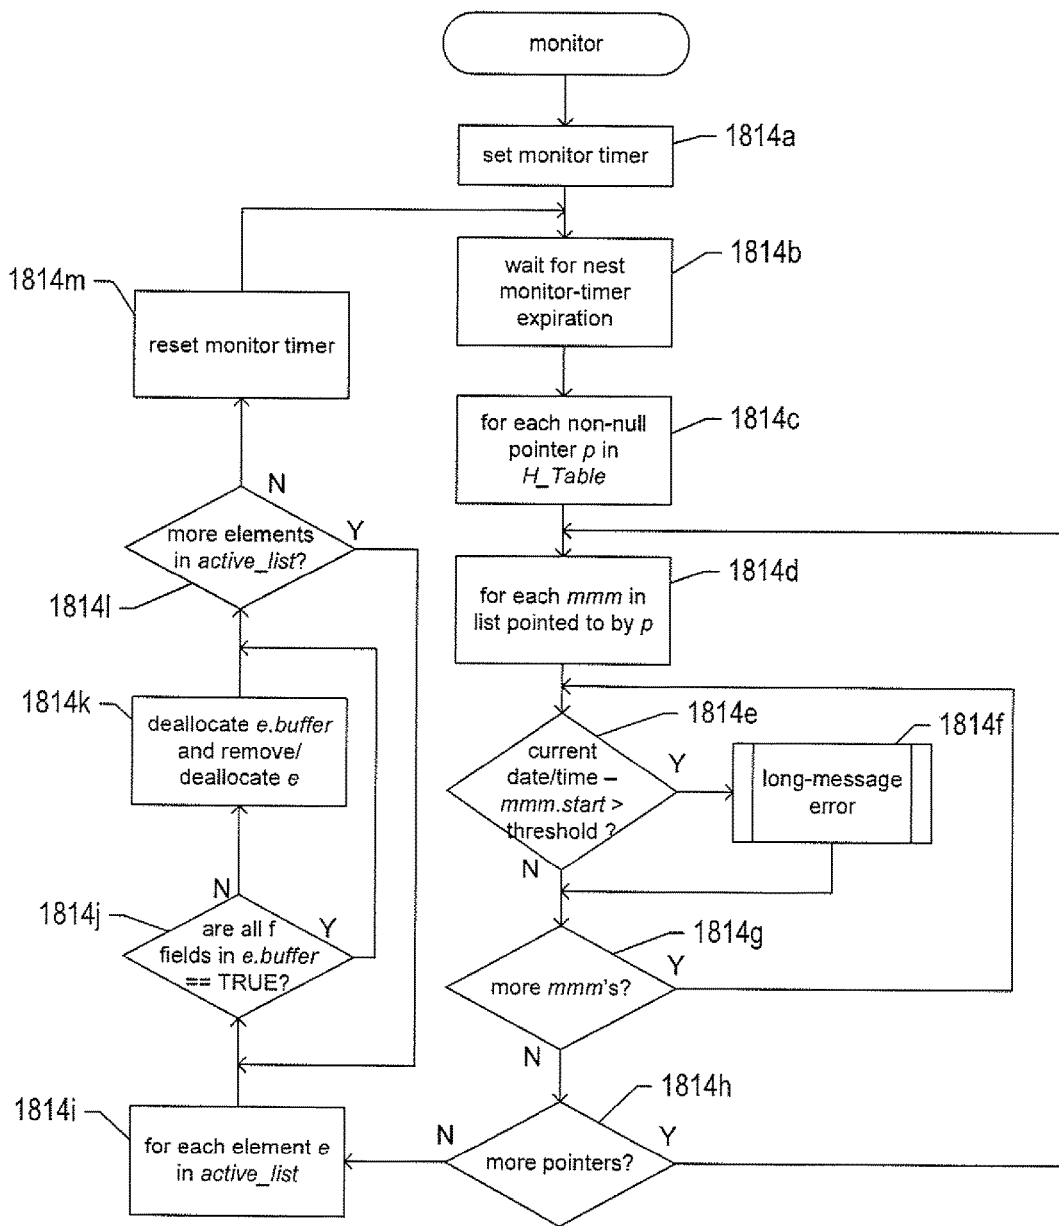 monitor
set monitor timer
1814a
wait for nest
monitor-timer
expiration
1814b
1814m
reset monitor timer
for each non-null
pointer p in
H_Table
1814c
N
Y
more elements
in active_list?
1814l
for each mmm in
list pointed to by p
1814d
1814k
deallocate e.buffer
and remove/
deallocate e
1814e
current
date/time –
mmm.start >
threshold ?
Y
N
1814f
long-message
error
N
Y
1814j
are all f
fields in e.buffer
== TRUE?
1814g
more mmm's?
Y
N
1814h
more pointers?
N
Y
1814i
for each element e
in active_list